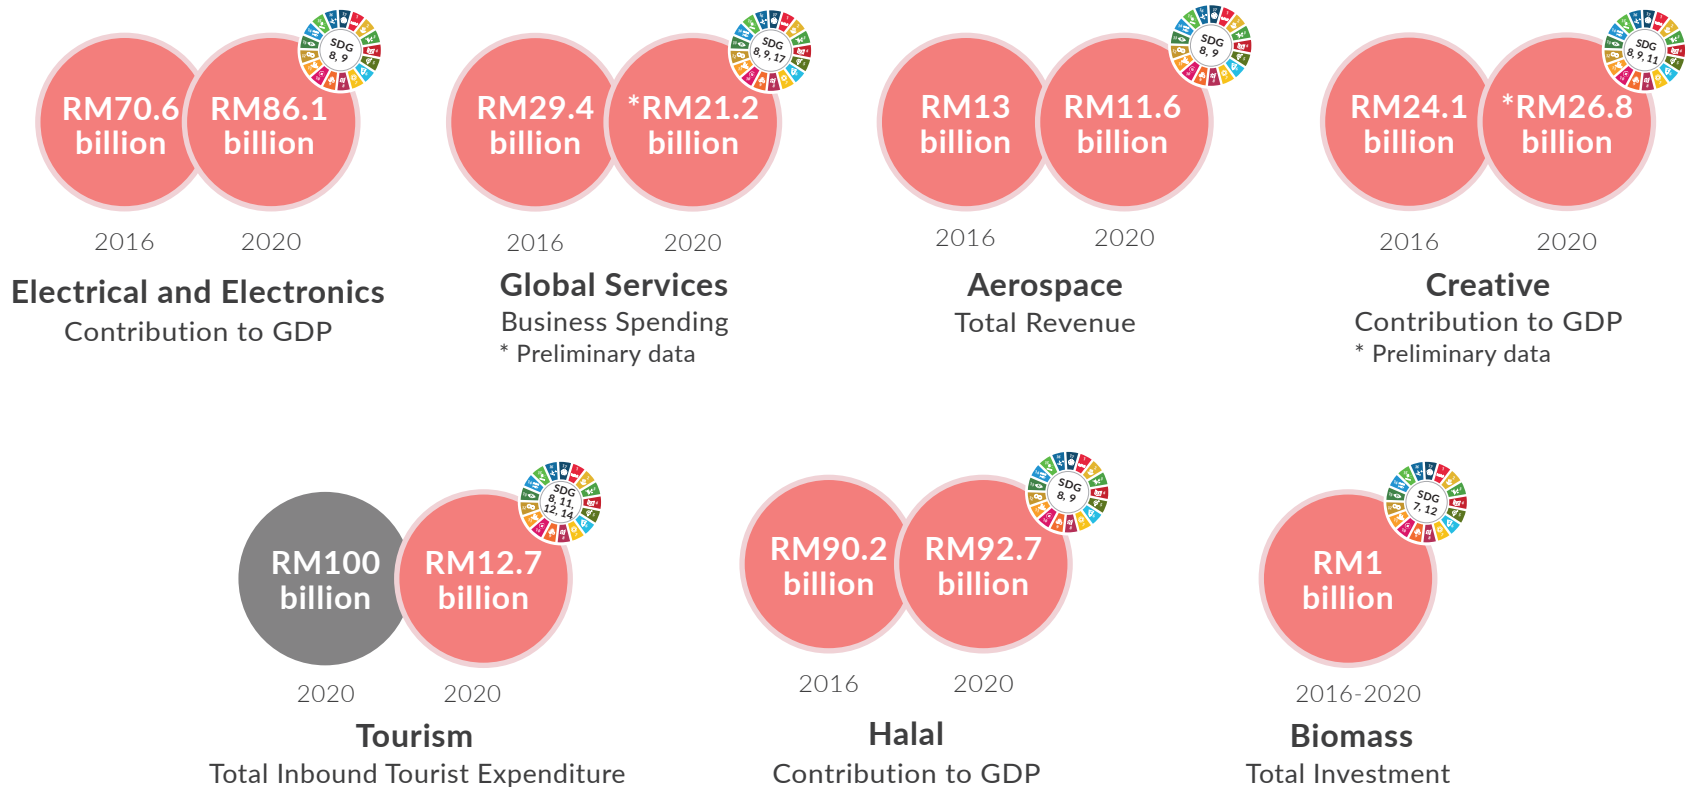 SDG
8, 9
RM70.6
billion
RM86.1
billion
2016
2020
Electrical and Electronics
Contribution to GDP
SDG
8, 9, 17
RM29.4
billion
*RM21.2
billion
2016
2020
Global Services
Business Spending
* Preliminary data
SDG
8, 9
RM13
billion
RM11.6
billion
2016
2020
Aerospace
Total Revenue
SDG
8, 9, 11
RM24.1
billion
*RM26.8
billion
2016
2020
Creative
Contribution to GDP
* Preliminary data
SDG
8, 11,
12, 14
RM100
billion
RM12.7
billion
2020
2020
Tourism
Total Inbound Tourist Expenditure
SDG
8, 9
RM90.2
billion
RM92.7
billion
2016
2020
Halal
Contribution to GDP
SDG
7, 12
RM1
billion
2016-2020
Biomass
Total Investment